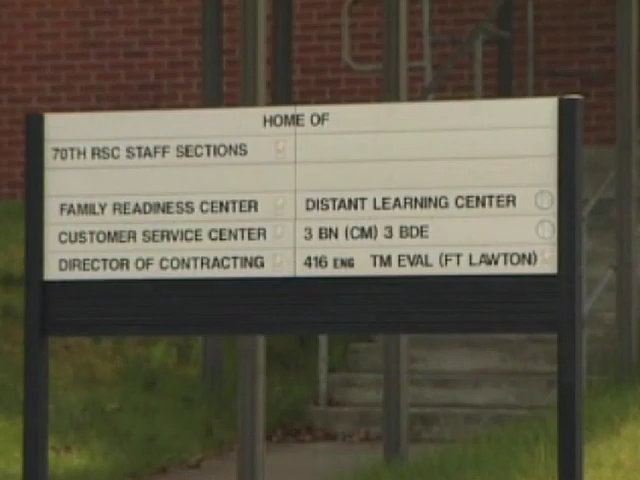 HOME OF
70TH RSC STAFF SECTIONS
FAMILY READINESS CENTER
CUSTOMER SERVICE CENTER
DIRECTOR OF CONTRACTING
DISTANT LEARNING CENTER
3 BN (CM) 3 BDE
416 ENG TM EVAL (FT LAWTON)